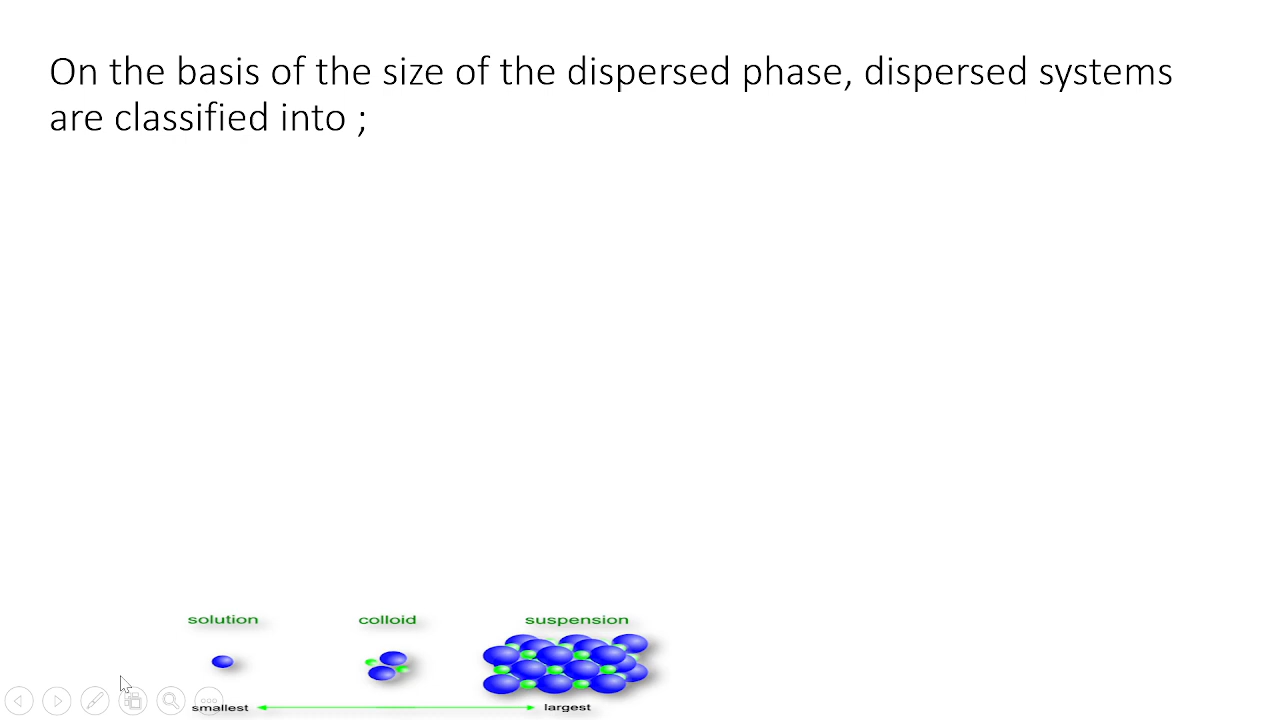 On the basis of the size of the dispersed phase, dispersed systems
are classified into ;
solution colloid suspension
smallest largest